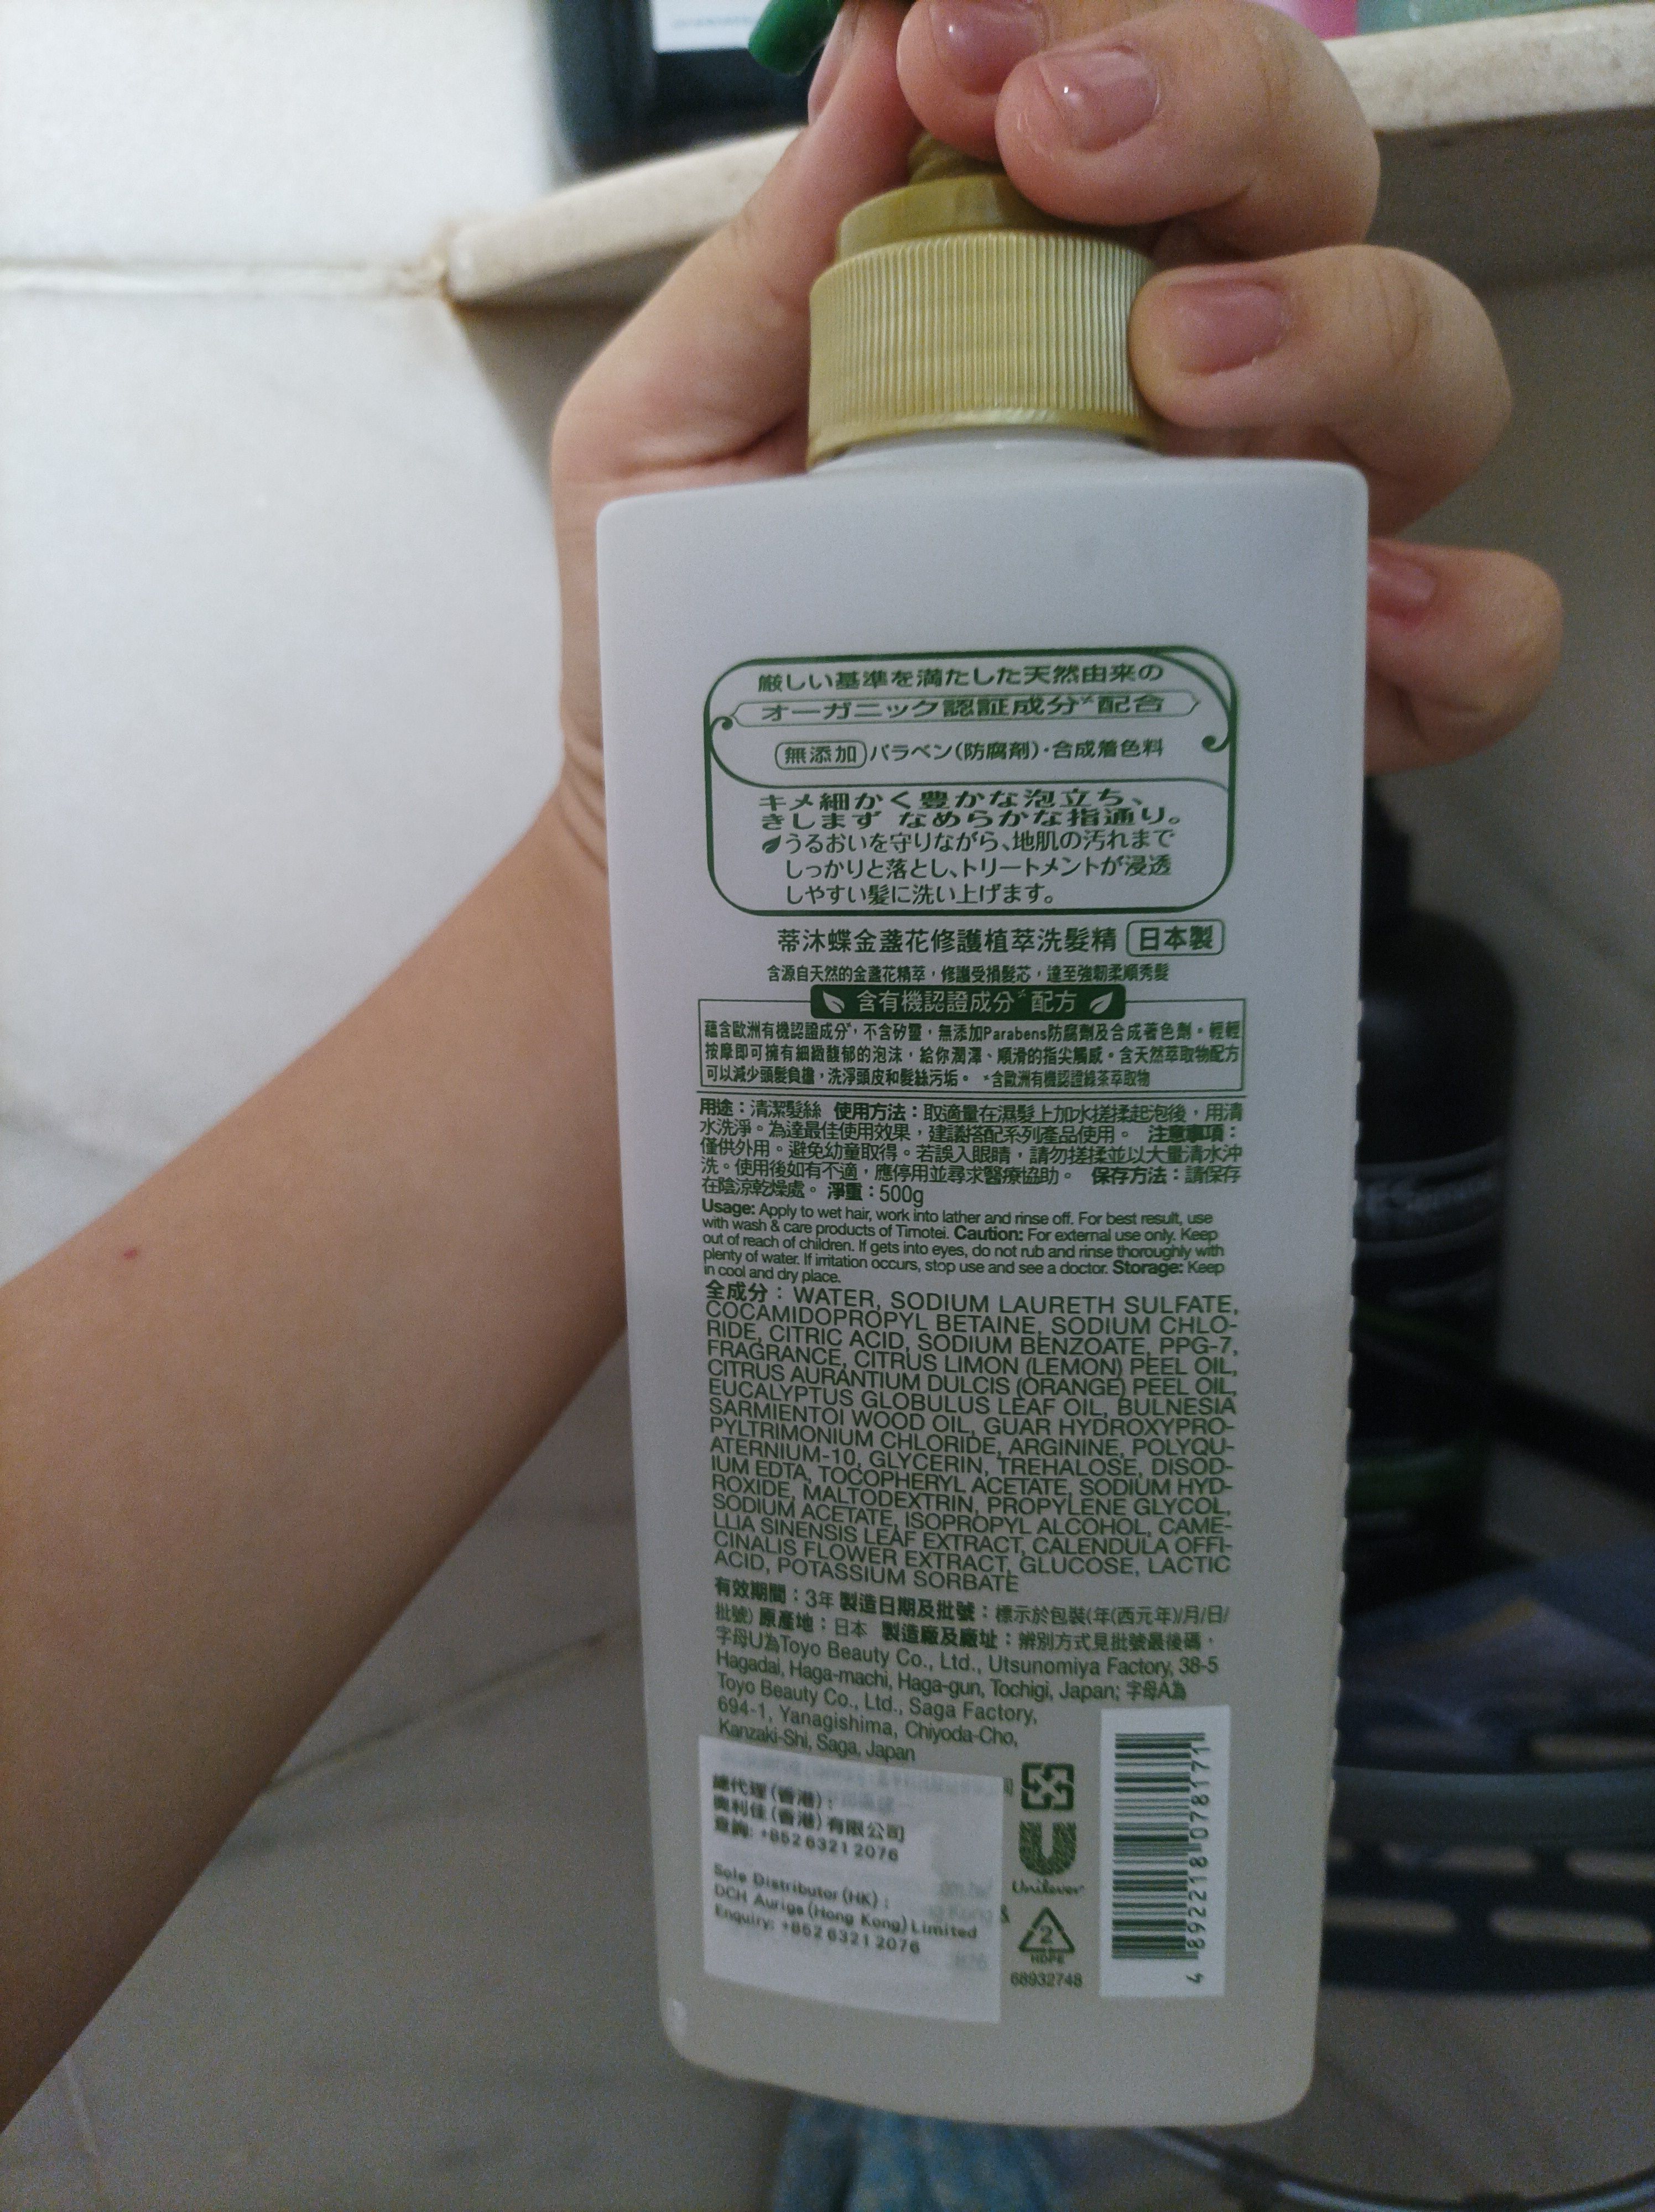 厳しい基準を満たした天然由来の
オーガニック認証成分※配合
無添加 パラベン(防腐剤)・合成着色料
キメ細かく豊かな泡立ち、
きしまず なめらかな指通り。
うるおいを守りながら、地肌の汚れまで
しっかりと落とし、トリートメントが浸透
しやすい髪に洗い上げます。
蒂沐蝶金盞花修護植萃洗髮精 日本製
含源自天然的金盞花精萃，修護受損髮芯，達至強韌柔順秀髮
含有機認證成分※配方
蘊含歐洲有機認證成分※，不含矽靈，無添加Parabens防腐劑及合成著色劑。輕輕
按摩即可擁有細緻馥郁的泡沫，給你潤澤、順滑的指尖觸感。含天然萃取物配方
可以減少頭髮負擔，洗淨頭皮和髮絲污垢。 ※含歐洲有機認證綠茶萃取物
用途：清潔髮絲 使用方法：取適量在濕髮上加水搓揉起泡後，用清
水洗淨。為達最佳使用效果，建議搭配系列產品使用。 注意事項：
僅供外用。避免幼童取得。若誤入眼睛，請勿搓揉並以大量清水沖
洗。使用後如有不適，應停用並尋求醫療協助。 保存方法：請保存
在陰涼乾燥處。 淨重：500g
Usage: Apply to wet hair, work into lather and rinse off. For best result, use
with wash & care products of Timotei. Caution: For external use only. Keep
out of reach of children. If gets into eyes, do not rub and rinse thoroughly with
plenty of water. If irritation occurs, stop use and see a doctor. Storage: Keep
in cool and dry place.
全成分：WATER, SODIUM LAURETH SULFATE,
COCAMIDOPROPYL BETAINE, SODIUM CHLO-
RIDE, CITRIC ACID, SODIUM BENZOATE, PPG-7,
FRAGRANCE, CITRUS LIMON (LEMON) PEEL OIL,
CITRUS AURANTIUM DULCIS (ORANGE) PEEL OIL,
EUCALYPTUS GLOBULUS LEAF OIL, BULNESIA
SARMIENTOI WOOD OIL, GUAR HYDROXYPRO-
PYLTRIMONIUM CHLORIDE, ARGININE, POLYQU-
ATERNIUM-10, GLYCERIN, TREHALOSE, DISOD-
IUM EDTA, TOCOPHERYL ACETATE, SODIUM HYD-
ROXIDE, MALTODEXTRIN, PROPYLENE GLYCOL,
SODIUM ACETATE, ISOPROPYL ALCOHOL, CAME-
LLIA SINENSIS LEAF EXTRACT, CALENDULA OFFI-
CINALIS FLOWER EXTRACT, GLUCOSE, LACTIC
ACID, POTASSIUM SORBATE
有效期間：3年 製造日期及批號：標示於包裝(年(西元年)/月/日/
批號) 原產地：日本 製造廠及廠址：辨別方式見批號最後碼，
字母U為Toyo Beauty Co., Ltd., Utsunomiya Factory, 38-5
Hagadai, Haga-machi, Haga-gun, Tochigi, Japan; 字母A為
Toyo Beauty Co., Ltd., Saga Factory,
694-1, Yanagishima, Chiyoda-Cho,
Kanzaki-Shi, Saga, Japan
總代理(香港)：
奧利佳(香港)有限公司
查詢: +852 6321 2076
Sole Distributor (HK) :
DCH Auriga (Hong Kong) Limited
Enquiry: +852 6321 2076
Unilever
2
HDPE
68932748
4 892218 078171